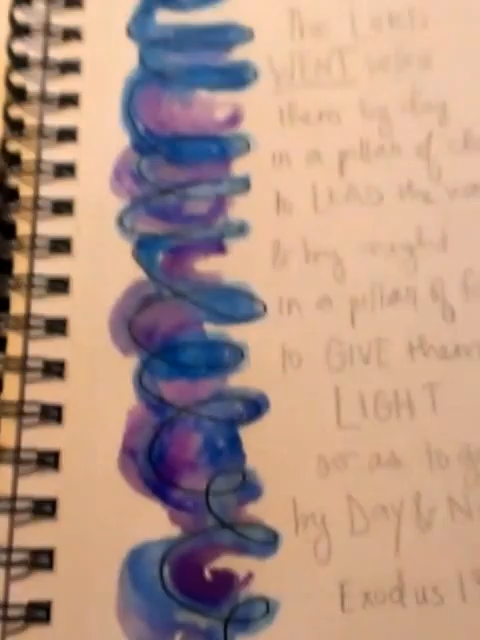 The LORD
WENT
them by day
in a pillar of
to LEAD the
& by night
in a pillar of
to GIVE them
LIGHT
so as to
by DAY &
Exodus